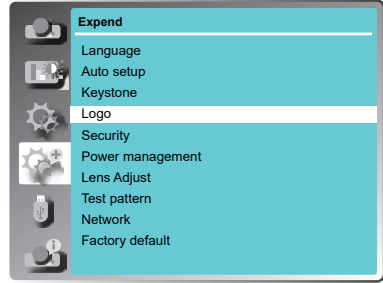 Expend
Language
Auto setup
Keystone
Logo
Security
Power management
Lens Adjust
Test pattern
Network
Factory default